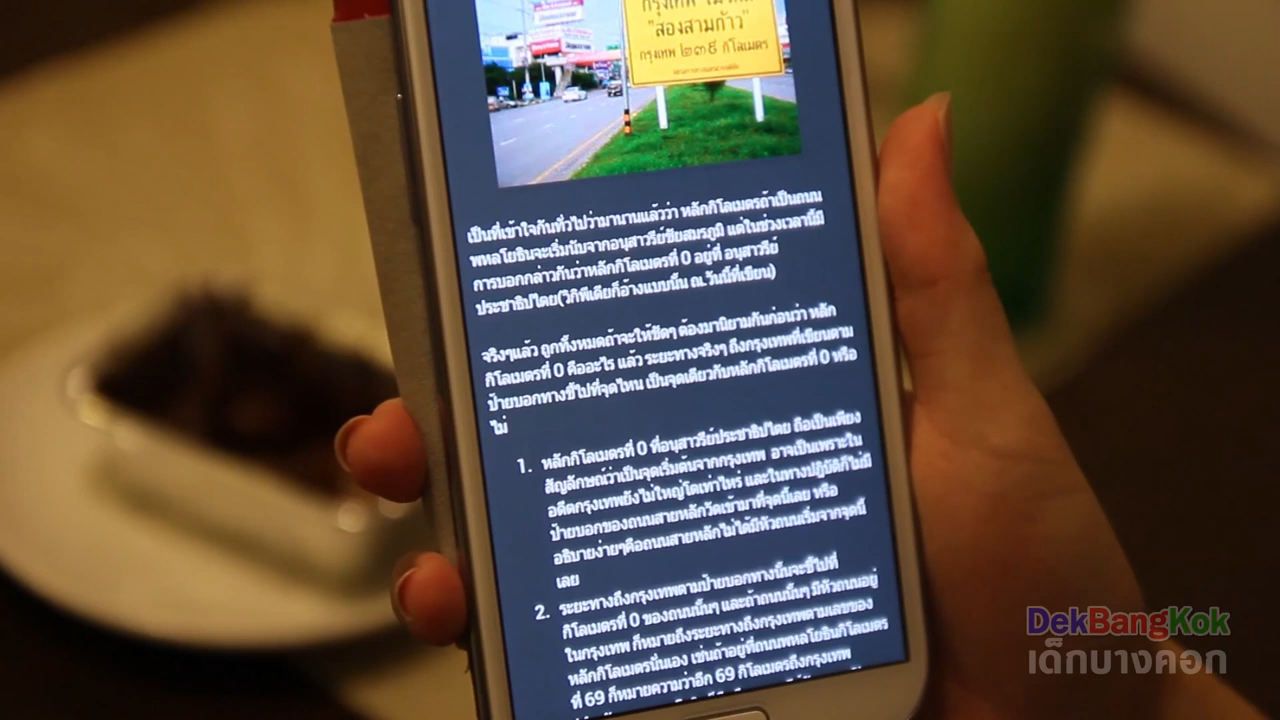 "สองสามก้าว"
กรุงเทพ ๒๓๕ กิโลเมตร
เป็นที่เข้าใจกันทั่วไปว่ามานานแล้วว่า หลักกิโลเมตรถ้าเป็นถนน
พหลโยธินจะเริ่มนับจากอนุสาวรีย์ชัยสมรภูมิ แต่ในช่วงเวลานี้มี
การบอกกล่าวกันว่าหลักกิโลเมตรที่ 0 อยู่ที่ อนุสาวรีย์
ประชาธิปไตย(วิกิพีเดียก็อ้างแบบนั้น ณ.วันนี้ที่เขียน)
จริงๆแล้ว ถูกทั้งหมดถ้าจะให้ชัดๆ ต้องมานิยามกันก่อนว่า หลัก
กิโลเมตรที่ 0 คืออะไร แล้ว ระยะทางจริงๆ ถึงกรุงเทพที่เขียนตาม
ป้ายบอกทางชี้ไปที่จุดไหน เป็นจุดเดียวกับหลักกิโลเมตรที่ 0 หรือ
ไม่
1. หลักกิโลเมตรที่ 0 ที่อนุสาวรีย์ประชาธิปไตย ถือเป็นเพียง
สัญลักษณ์ว่าเป็นจุดเริ่มต้นจากกรุงเทพ อาจเป็นเพราะใน
อดีตกรุงเทพยังไม่ใหญ่โตเท่าไหร่ และในทางปฏิบัติก็ไม่มี
ป้ายบอกของถนนสายหลักวัดเข้ามาที่จุดนี้เลย หรือ
อธิบายง่ายๆคือถนนสายหลักไม่ได้มีหัวถนนเริ่มจากจุดนี้
เลย
2. ระยะทางถึงกรุงเทพตามป้ายบอกทางนั้นจะชี้ไปที่
กิโลเมตรที่ 0 ของถนนนั้นๆ และถ้าถนนนั้นๆ มีหัวถนนอยู่
ในกรุงเทพ ก็หมายถึงระยะทางถึงกรุงเทพตามเลขของ
หลักกิโลเมตรนั่นเอง เช่นถ้าอยู่ที่ถนนพหลโยธินกิโลเมตร
ที่ 69 ก็หมายความว่าอีก 69 กิโลเมตรถึงกรุงเทพ
DekBangKok
เด็กบางคอก